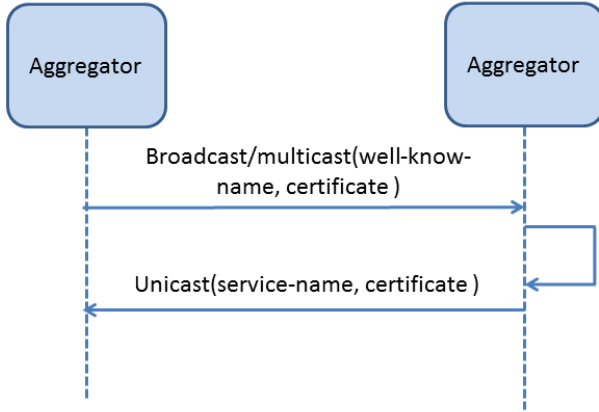 Aggregator
Aggregator
Broadcast/multicast(well-know-
name, certificate )
Unicast(service-name, certificate )